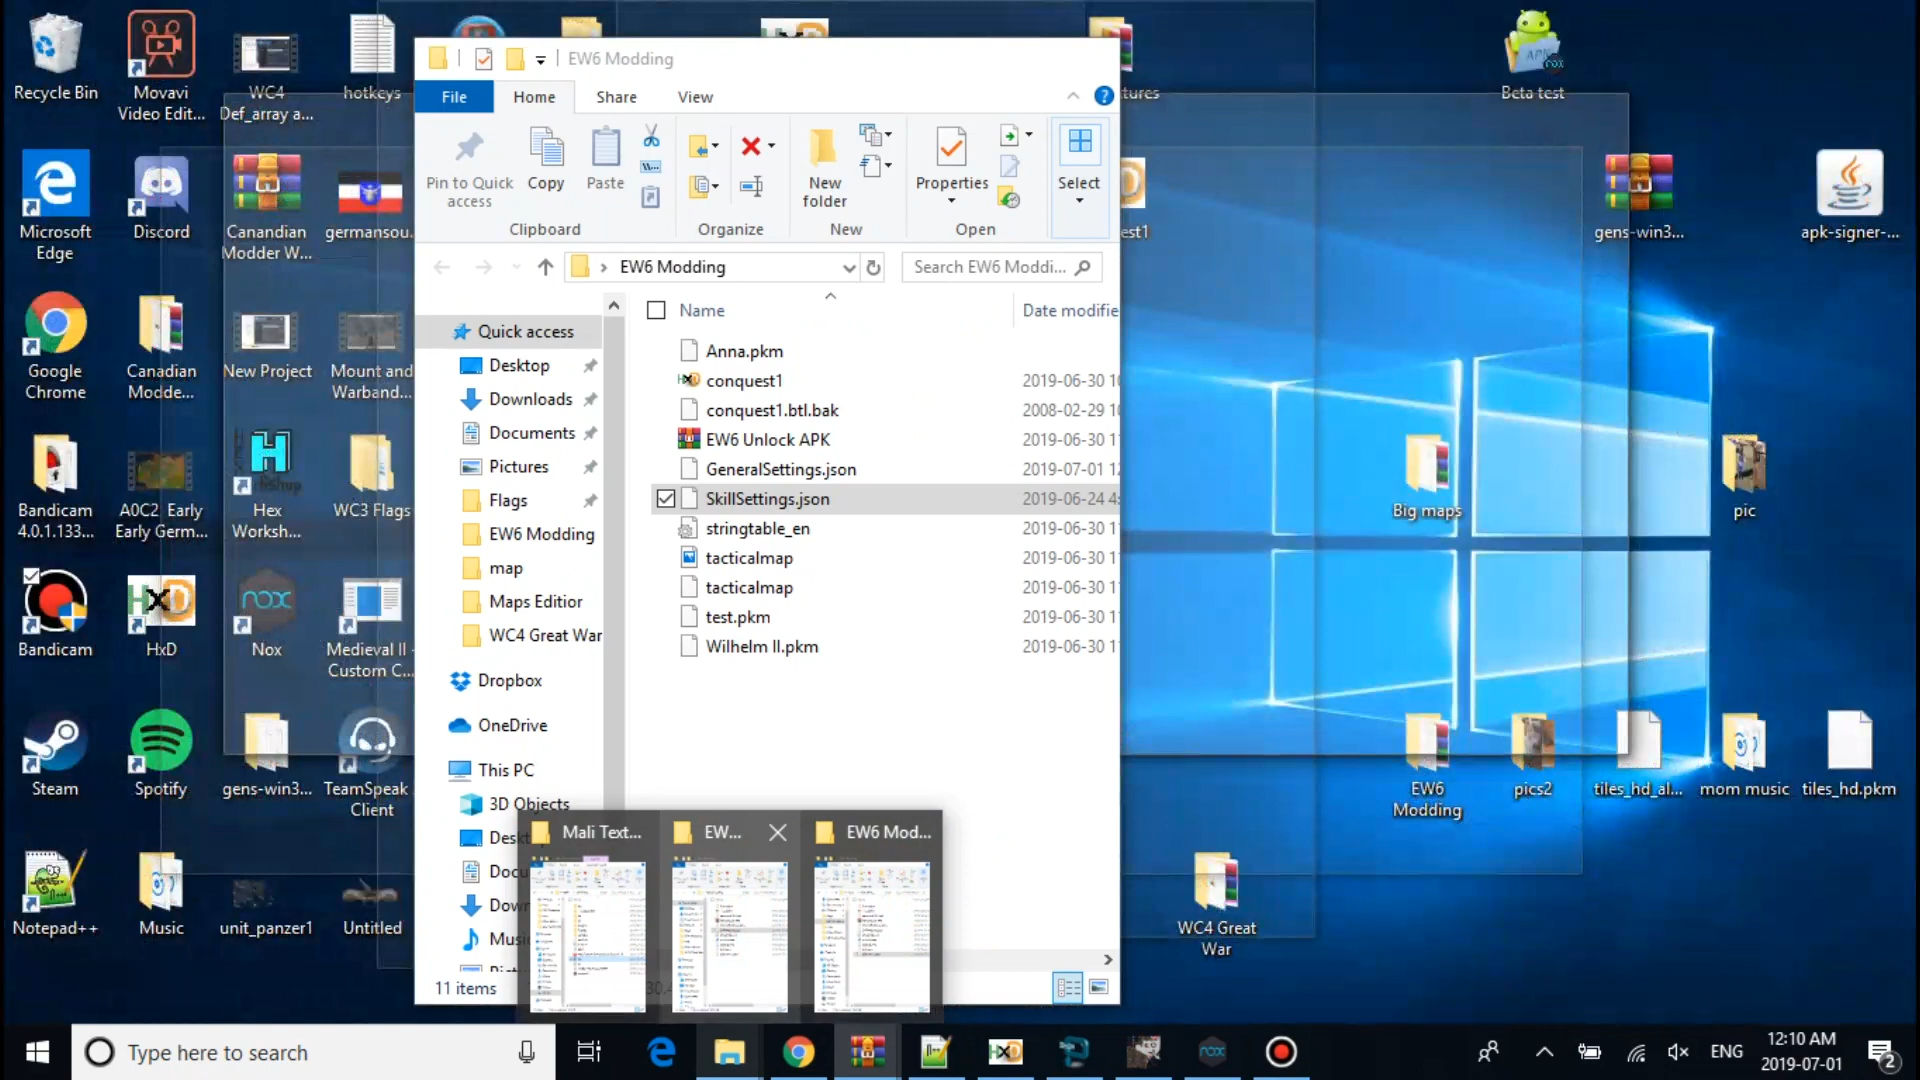 Recycle Bin
Movavi
Video Edit...
WC4
Def_array a...
hotkeys
Beta test
Microsoft
Edge
Discord
Canandian
Modder W...
germansou...
gens-win3...
apk-signer-...
Google
Chrome
Canadian
Modde...
New Project
Mount and
Warband...
Bandicam
4.0.1.133...
A0C2 Early
Early Germ...
Hex
Worksh...
WC3 Flags
Big maps
pic
Bandicam
HxD
Nox
Medieval II -
Custom C...
Steam
Spotify
gens-win3...
TeamSpeak
Client
EW6
Modding
pics2
tiles_hd_al...
mom music
tiles_hd.pkm
Notepad++
Music
unit_panzer1
Untitled
WC4 Great
War
EW6 Modding
File
Home
Share
View
Pin to Quick
access
Copy
Paste
New
folder
Properties
Select
Clipboard
Organize
New
Open
EW6 Modding
Search EW6 Moddi...
Quick access
Desktop
Downloads
Documents
Pictures
Flags
EW6 Modding
map
Maps Editior
WC4 Great War
Dropbox
OneDrive
This PC
3D Objects
Name
Date modifie
Anna.pkm
conquest1
2019-06-30 1
conquest1.btl.bak
2008-02-29 1
EW6 Unlock APK
2019-06-30 1
GeneralSettings.json
2019-07-01 1
SkillSettings.json
2019-06-24 4:
stringtable_en
2019-06-30 1
tacticalmap
2019-06-30 1
tacticalmap
2019-06-30 1
test.pkm
2019-06-30 1
Wilhelm II.pkm
2019-06-30 1
Mali Text...
EW...
EW6 Mod...
11 items
Type here to search
ENG
12:10 AM
2019-07-01
2